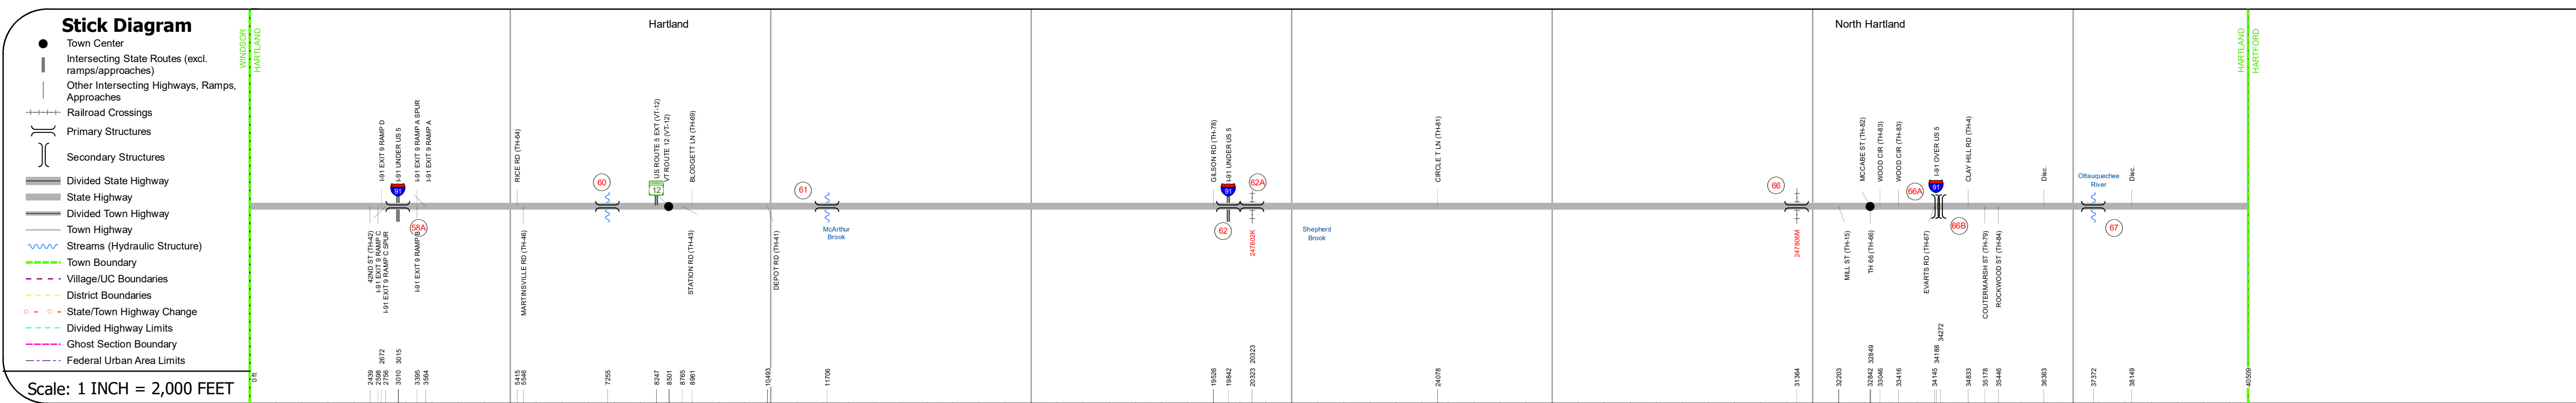 Stick Diagram
Town Center
Intersecting State Routes (excl.
ramps/approaches)
Other Intersecting Highways, Ramps,
Approaches
Railroad Crossings
Primary Structures
Secondary Structures
Divided State Highway
State Highway
Divided Town Highway
Town Highway
Streams (Hydraulic Structure)
Town Boundary
Village/UC Boundaries
District Boundaries
State/Town Highway Change
Divided Highway Limits
Ghost Section Boundary
Federal Urban Area Limits
Scale: 1 INCH = 2,000 FEET
WINDSOR
HARTLAND
Hartland
North Hartland
HARTLAND
HARTFORD
I-91 EXIT 9 RAMP D
I-91 UNDER US 5
I-91 EXIT 9 RAMP A SPUR
I-91 EXIT 9 RAMP A
RICE RD (TH-64)
US ROUTE 5 EXT (VT-12)
VT ROUTE 12 (VT-12)
BLODGETT LN (TH-69)
GILSON RD (TH-78)
I-91 UNDER US 5
CIRCLE T LN (TH-81)
MCCABE ST (TH-82)
WOOD CIR (TH-83)
WOOD CIR (TH-83)
I-91 OVER US 5
CLAY HILL RD (TH-4)
Disc.
Ottauquechee
River
Disc.
91
60
12
61
91
62A
66
66A
91
58A
62
66B
67
42ND ST (TH-42)
I-91 EXIT 9 RAMP C
I-91 EXIT 9 RAMP C SPUR
I-91 EXIT 9 RAMP B
MARTINSVILLE RD (TH-46)
STATION RD (TH-43)
DEPOT RD (TH-41)
McArthur
Brook
247802K
Shepherd
Brook
247806M
MILL ST (TH-15)
TH 66 (TH-66)
EVARTS RD (TH-67)
COUTERMARSH ST (TH-79)
ROCKWOOD ST (TH-84)
0 ft
2439
2598
2672
2756
3010
3015
3395
3564
5415
5546
7255
8247
8501
8765
8961
10493
11706
19526
19842
20323
20323
24078
31364
32203
32842
32849
33046
33416
34145
34188
34272
34833
35178
35446
36363
37372
38149
40509